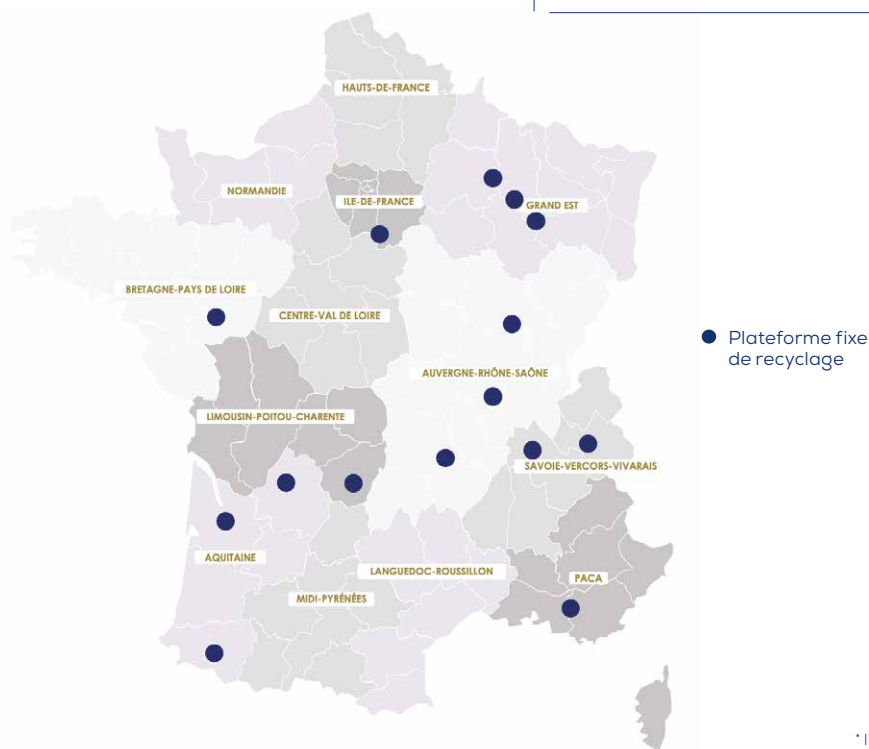 HAUTS-DE-FRANCE
NORMANDIE
ILE-DE-FRANCE
GRAND EST
BRETAGNE-PAYS DE LOIRE
CENTRE-VAL DE LOIRE
Plateforme fixe
de recyclage
AUVERGNE-RHÔNE-SAÔNE
LIMOUSIN-POITOU-CHARENTE
SAVOIE-VERCORS-VIVARAIS
AQUITAINE
LANGUEDOC-ROUSSILLON
PACA
MIDI-PYRÉNÉES